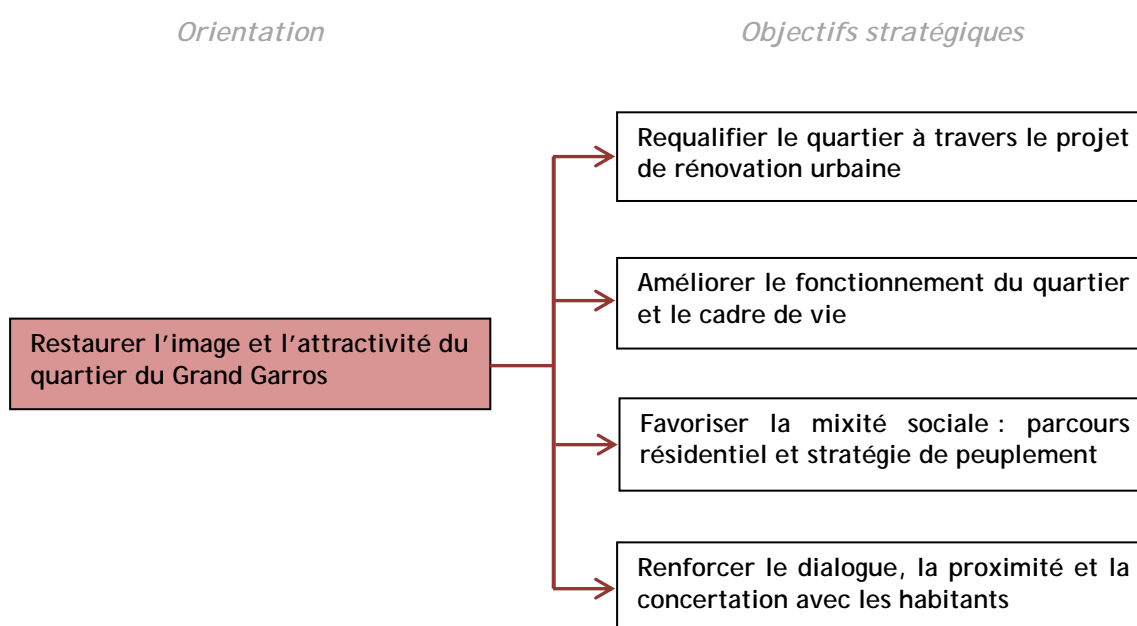 Orientation
Objectifs stratégiques
Requalifier le quartier à travers le projet
de rénovation urbaine
Améliorer le fonctionnement du quartier
et le cadre de vie
Restaurer l’image et l’attractivité du
quartier du Grand Garros
Favoriser la mixité sociale : parcours
résidentiel et stratégie de peuplement
Renforcer le dialogue, la proximité et la
concertation avec les habitants